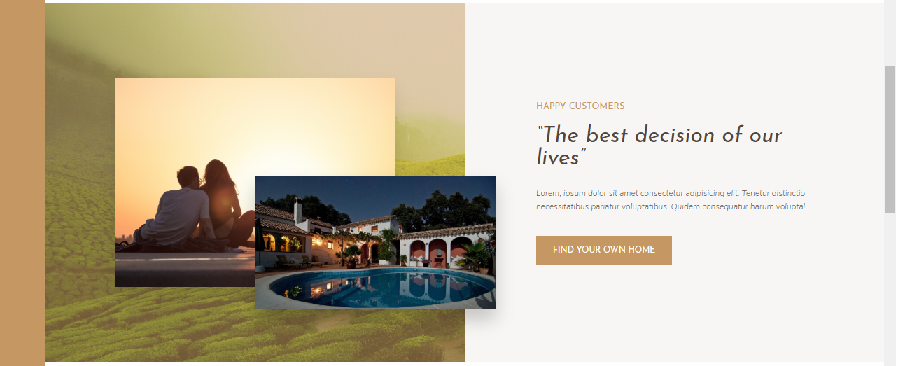 HAPPY CUSTOMERS
“The best decision of our
lives”
Lorem, ipsum dolor sit amet consectetur adipisicing elit. Tenetur distinctio
necessitatibus pariatur voluptatibus. Quidem consequatur harum volupta!
FIND YOUR OWN HOME